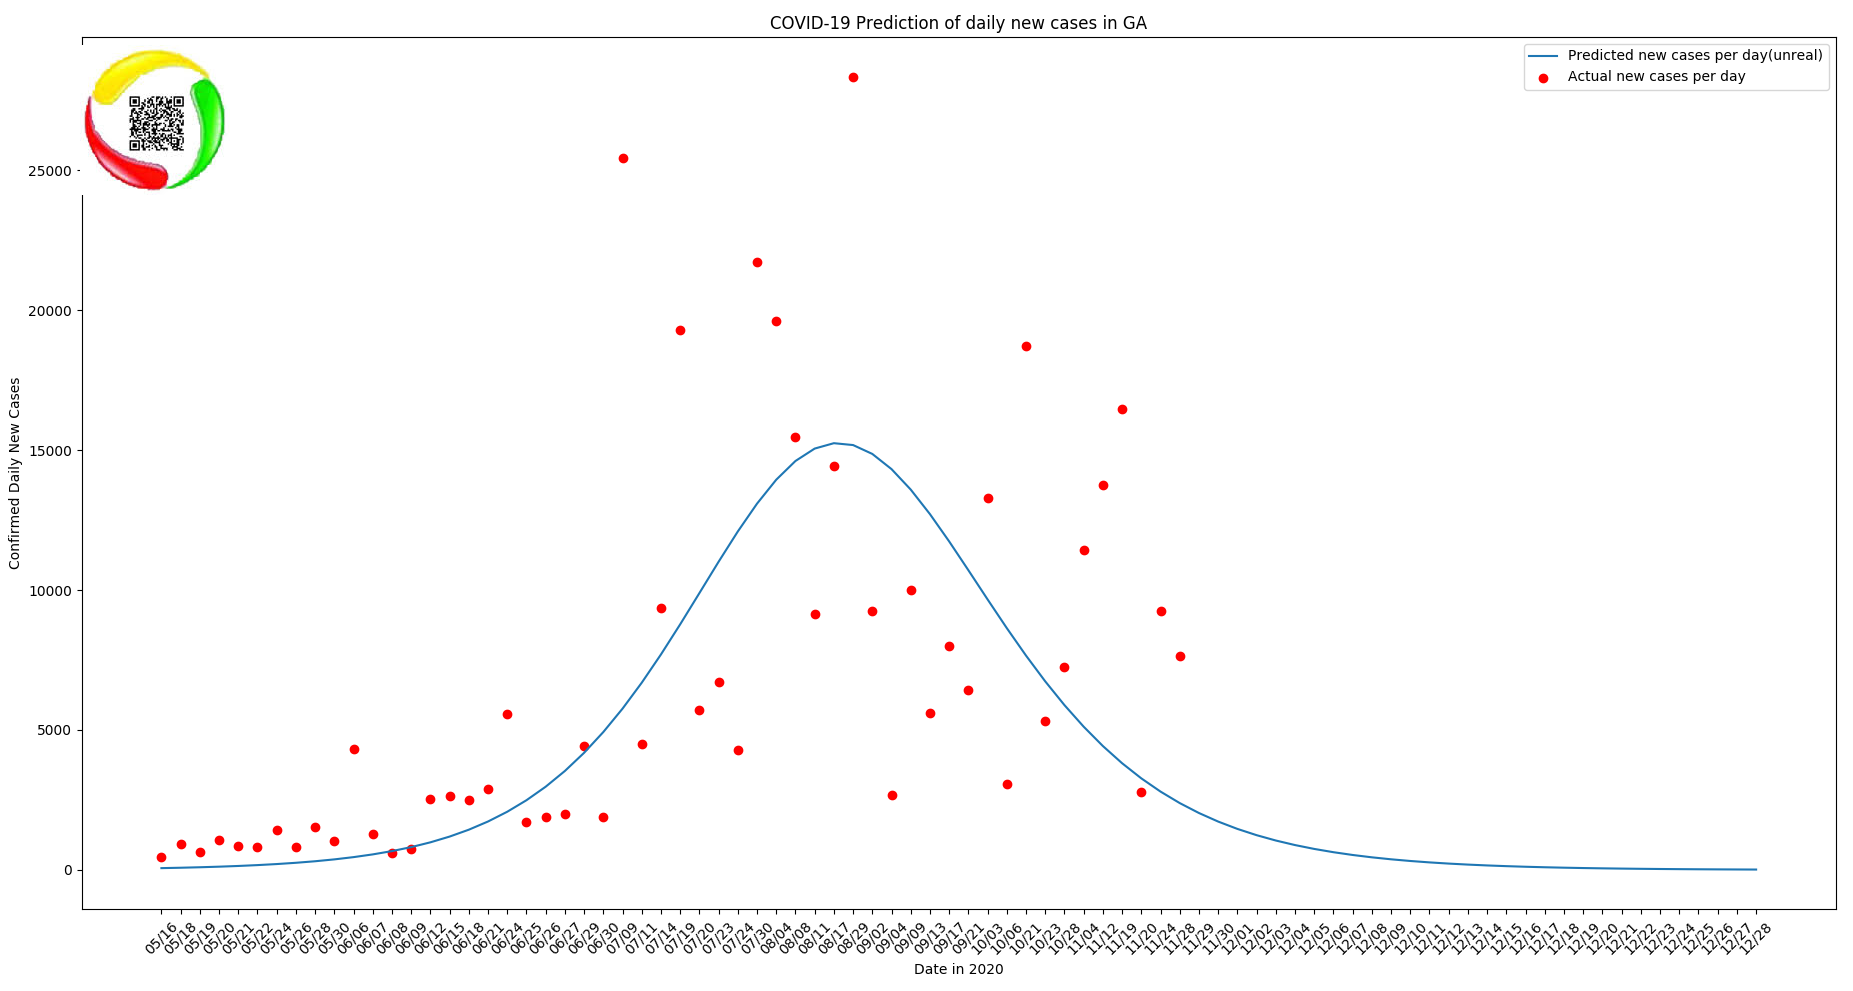 COVID-19 Prediction of daily new cases in GA
Predicted new cases per day(unreal)
Actual new cases per day
Confirmed Daily New Cases
25000
20000
15000
10000
5000
0
05/16 05/18 05/19 05/20 05/21 05/22 05/24 05/26 05/28 05/30 06/06 06/07 06/08 06/09 06/12 06/15 06/18 06/21 06/24 06/25 06/26 06/27 06/29 06/30 07/09 07/11 07/14 07/19 07/20 07/23 07/24 07/30 08/04 08/08 08/11 08/17 08/29 09/02 09/04 09/09 09/13 09/17 09/21 10/03 10/06 10/21 10/23 10/28 11/04 11/12 11/19 11/20 11/24 11/28 11/29 11/30 12/01 12/02 12/03 12/04 12/05 12/06 12/07 12/08 12/09 12/10 12/11 12/12 12/13 12/14 12/15 12/16 12/17 12/18 12/19 12/20 12/21 12/22 12/23 12/24 12/25 12/26 12/27 12/28
Date in 2020